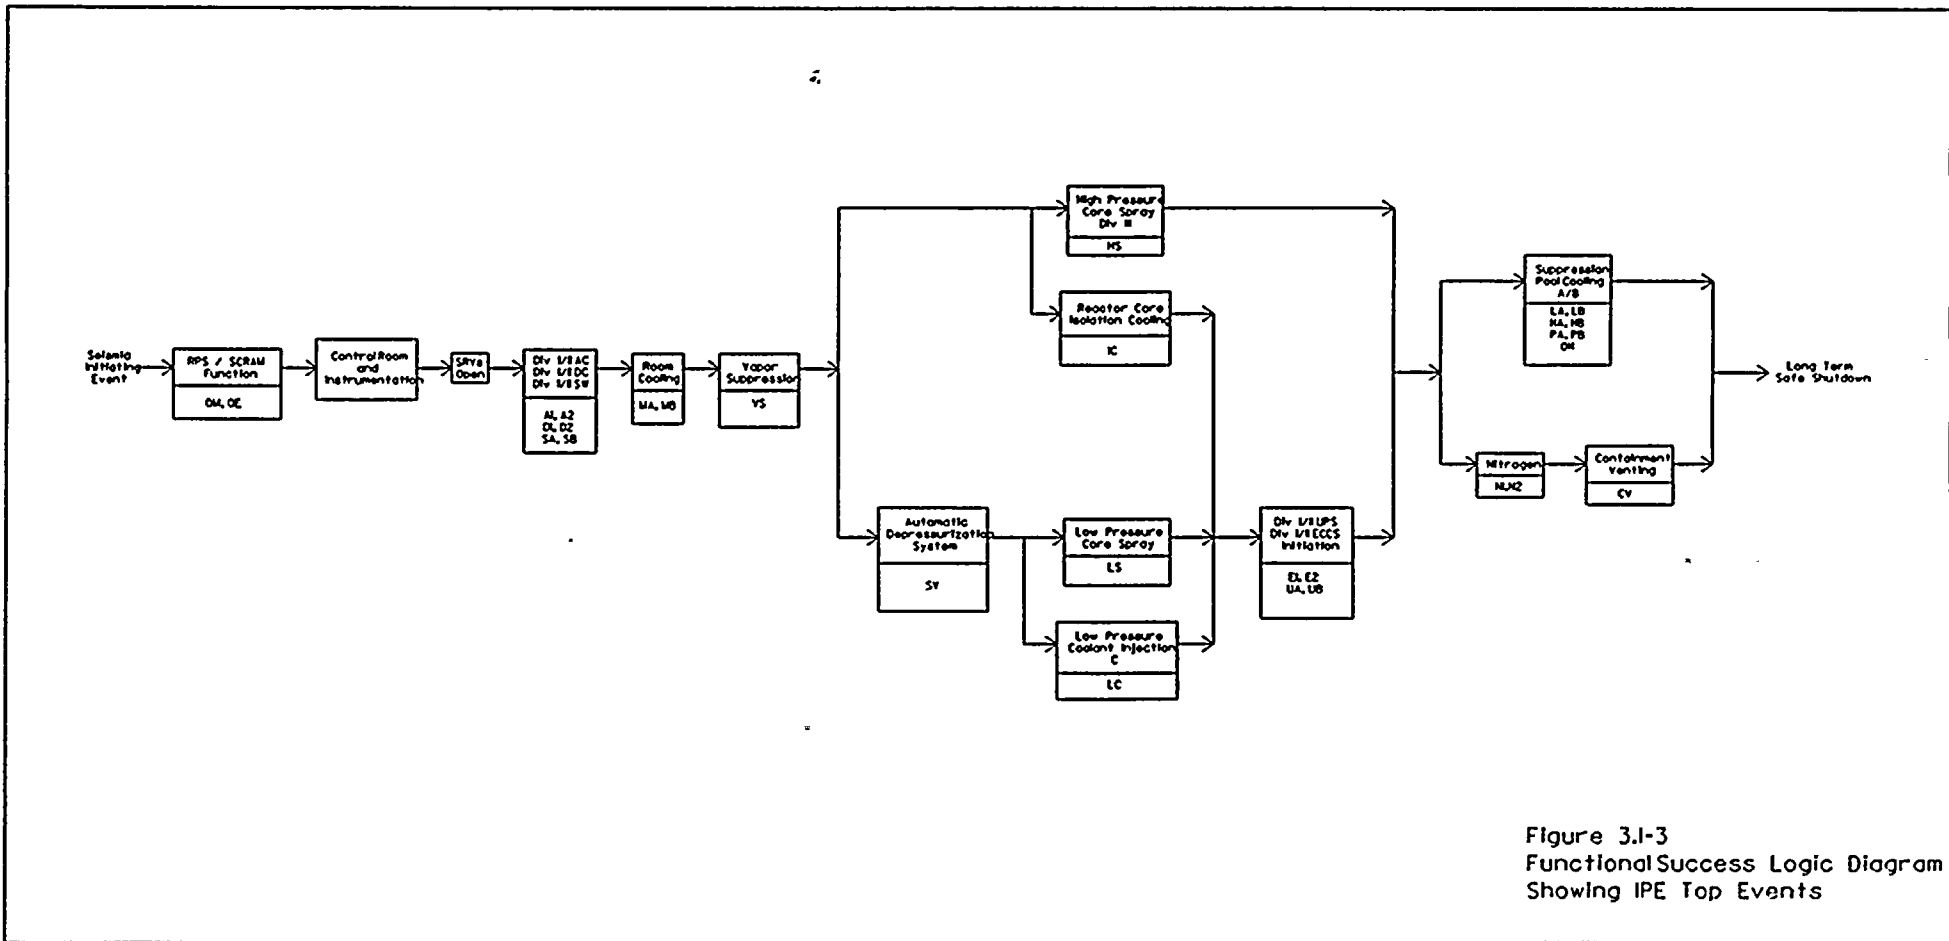 Seismic
Initiating
Event
RPS / SCRAM
Function
OM, OE
Control Room
and
Instrumentation
SRVs
Open
Div I/II AC
Div I/II DC
Div I/II SW
A1, A2
D1, D2
SA, SB
Room
Cooling
MA, MB
Vapor
Suppression
VS
High Pressure
Core Spray
Div III
HS
Reactor Core
Isolation Cooling
IC
Automatic
Depressurization
System
SV
Low Pressure
Core Spray
LS
Low Pressure
Coolant Injection
C
LC
Div I/II UPS
Div I/II ECCS
Initiation
E1, E2
UA, UB
Suppression
Pool Cooling
A/B
LA, LB
HA, HB
PA, PB
OH
Nitrogen
N1, N2
Containment
Venting
CV
Long Term
Safe Shutdown
Figure 3.1-3
Functional Success Logic Diagram
Showing IPE Top Events